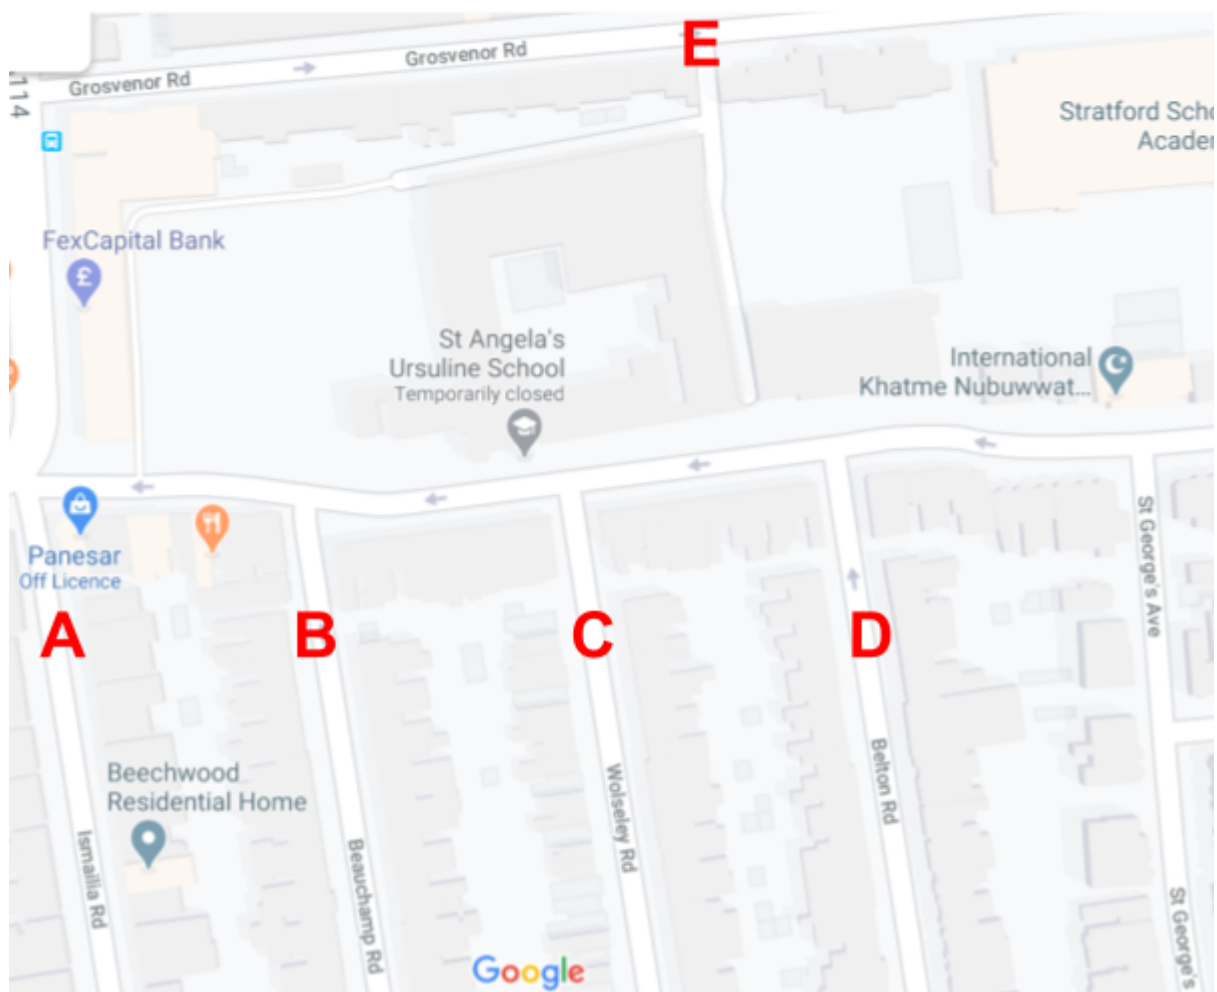 E
Grosvenor Rd
Grosvenor Rd
114
Stratford Scho
Acader
FexCapital Bank
£
St Angela's
Ursuline School
Temporarily closed
International
Khatme Nubuwwat...
Panesar
Off Licence
St George's Ave
A
B
C
D
Beechwood
Residential Home
Ismailia Rd
Beauchamp Rd
Wolseley Rd
Belton Rd
St George's
Google